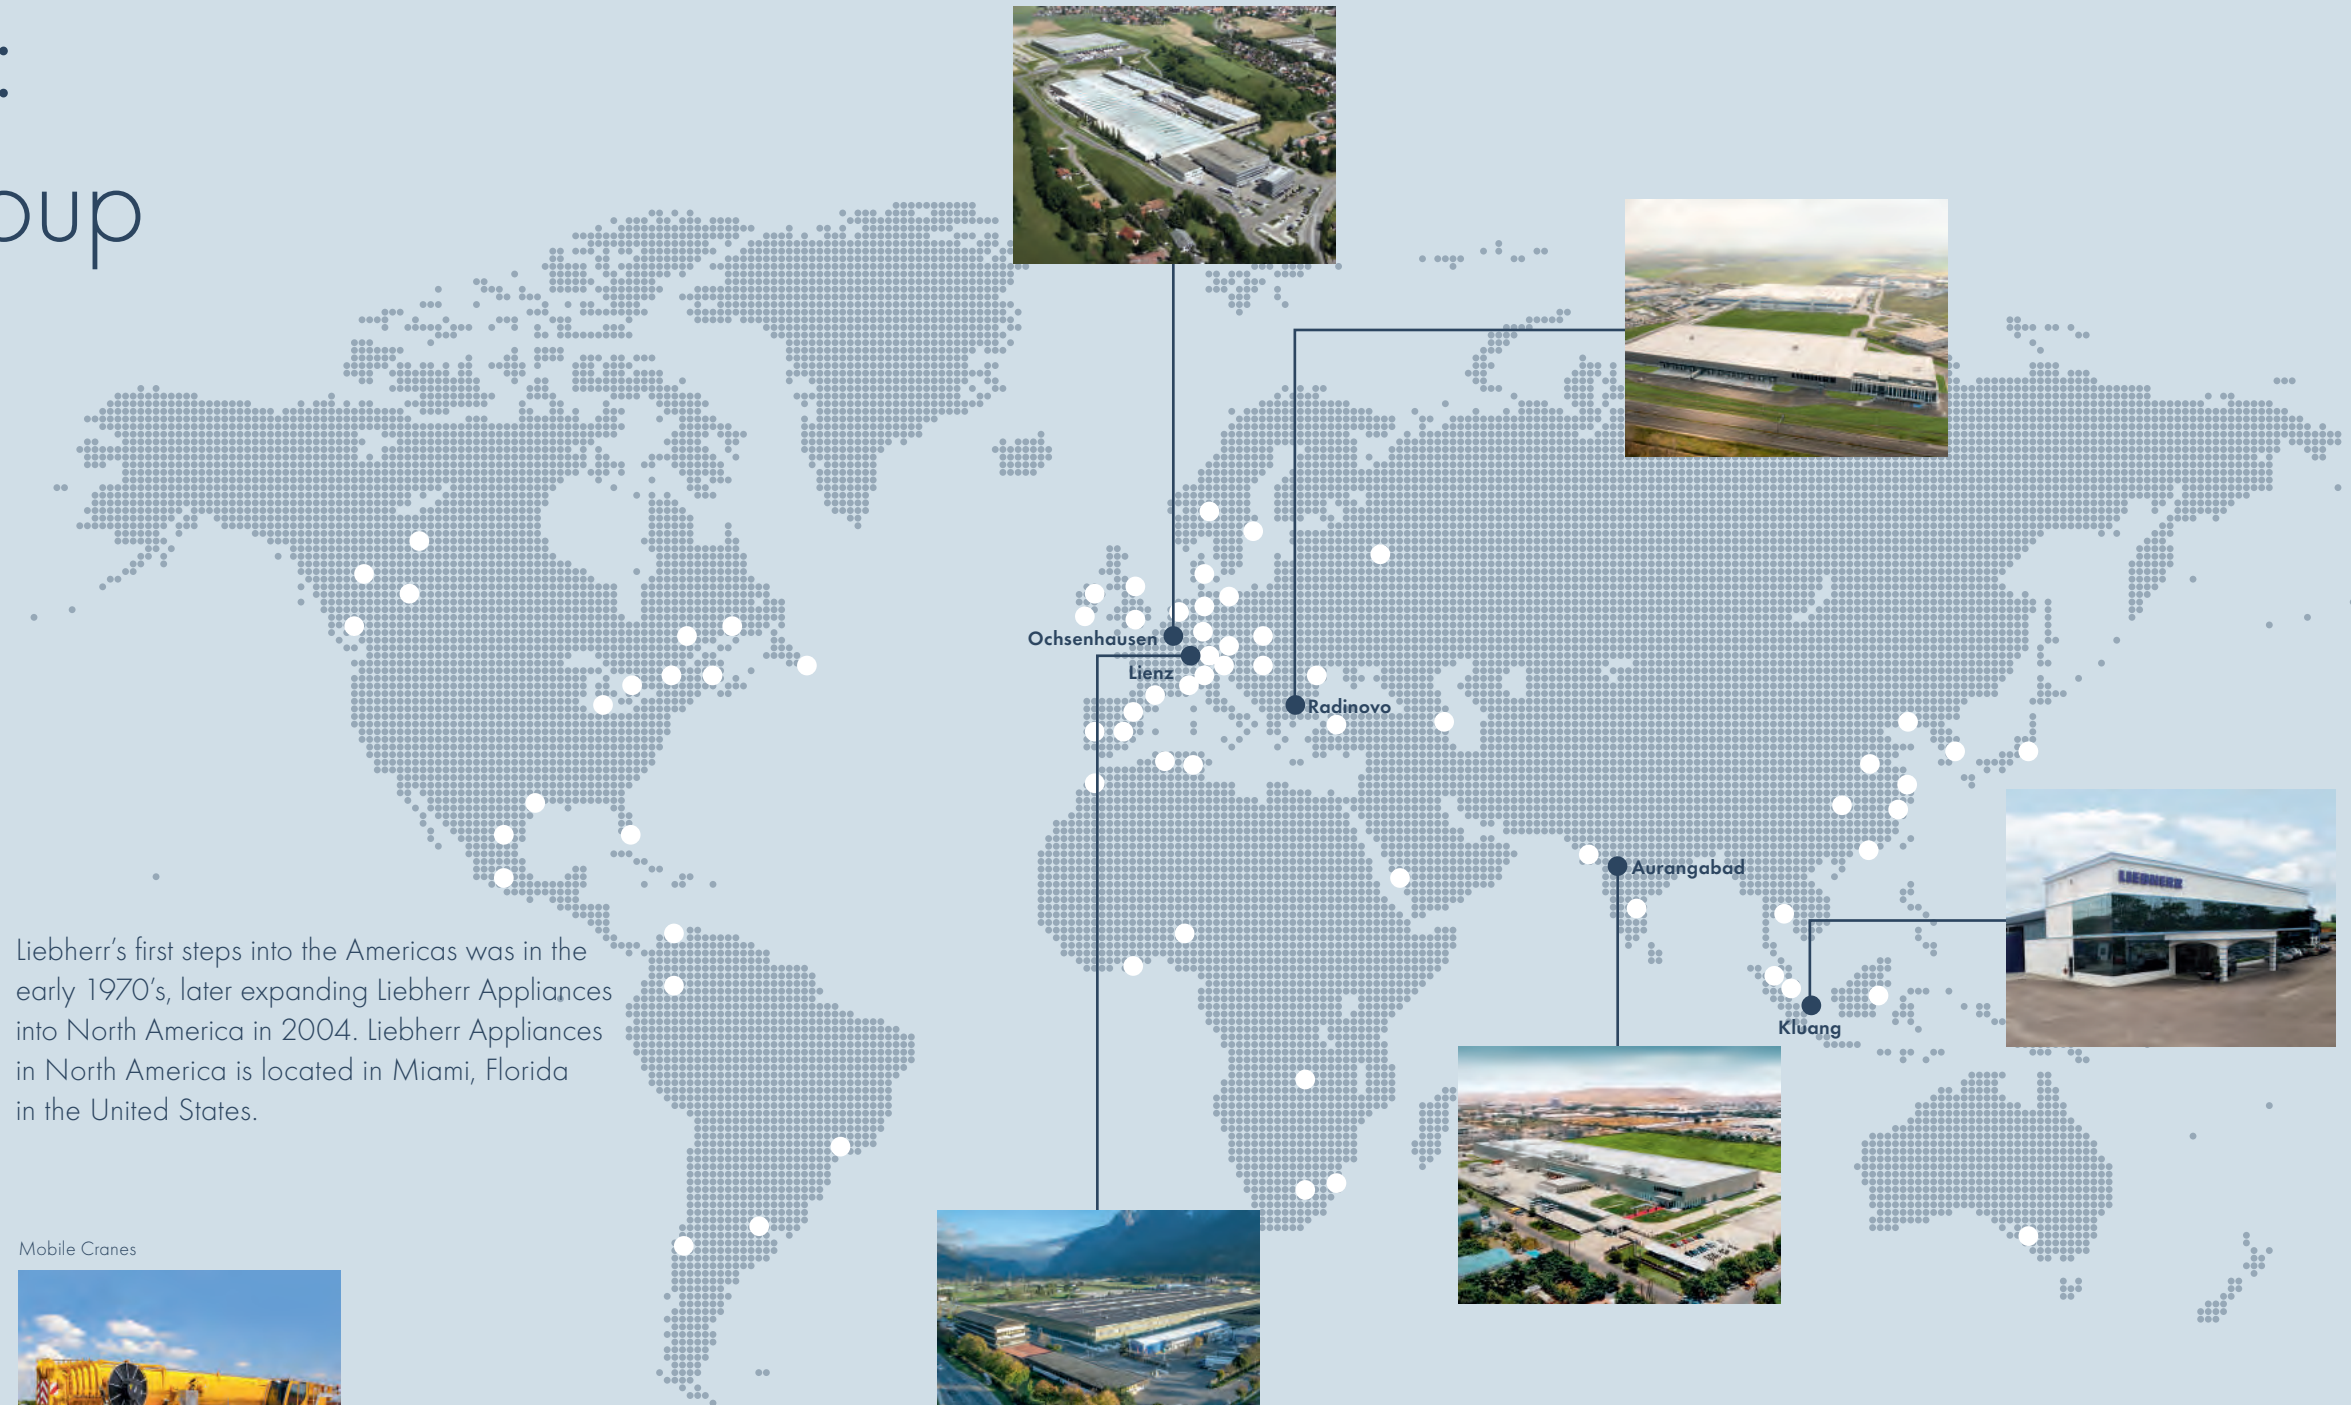 :
oup
Ochsenhausen
Lienz
Radinovo
Aurangabad
LIEBHERR
Kluang
Liebherr’s first steps into the Americas was in the
early 1970’s, later expanding Liebherr Appliances
into North America in 2004. Liebherr Appliances
in North America is located in Miami, Florida
in the United States.
Mobile Cranes